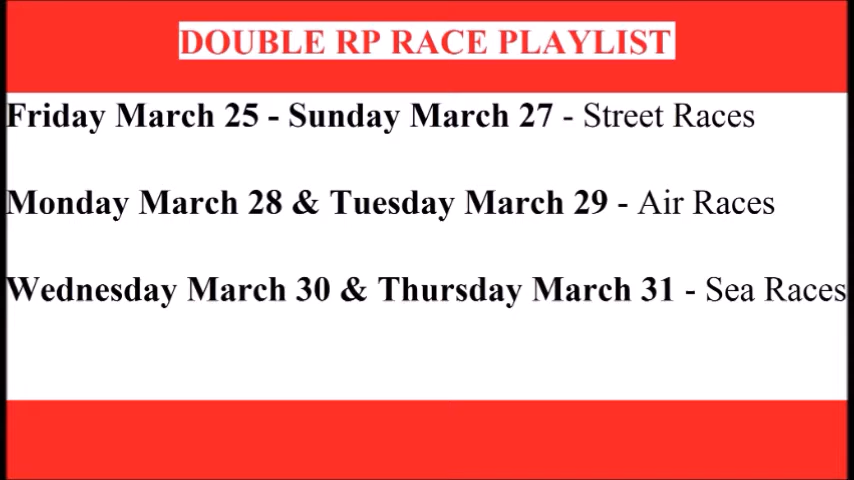 DOUBLE RP RACE PLAYLIST
Friday March 25 - Sunday March 27 - Street Races
Monday March 28 & Tuesday March 29 - Air Races
Wednesday March 30 & Thursday March 31 - Sea Races